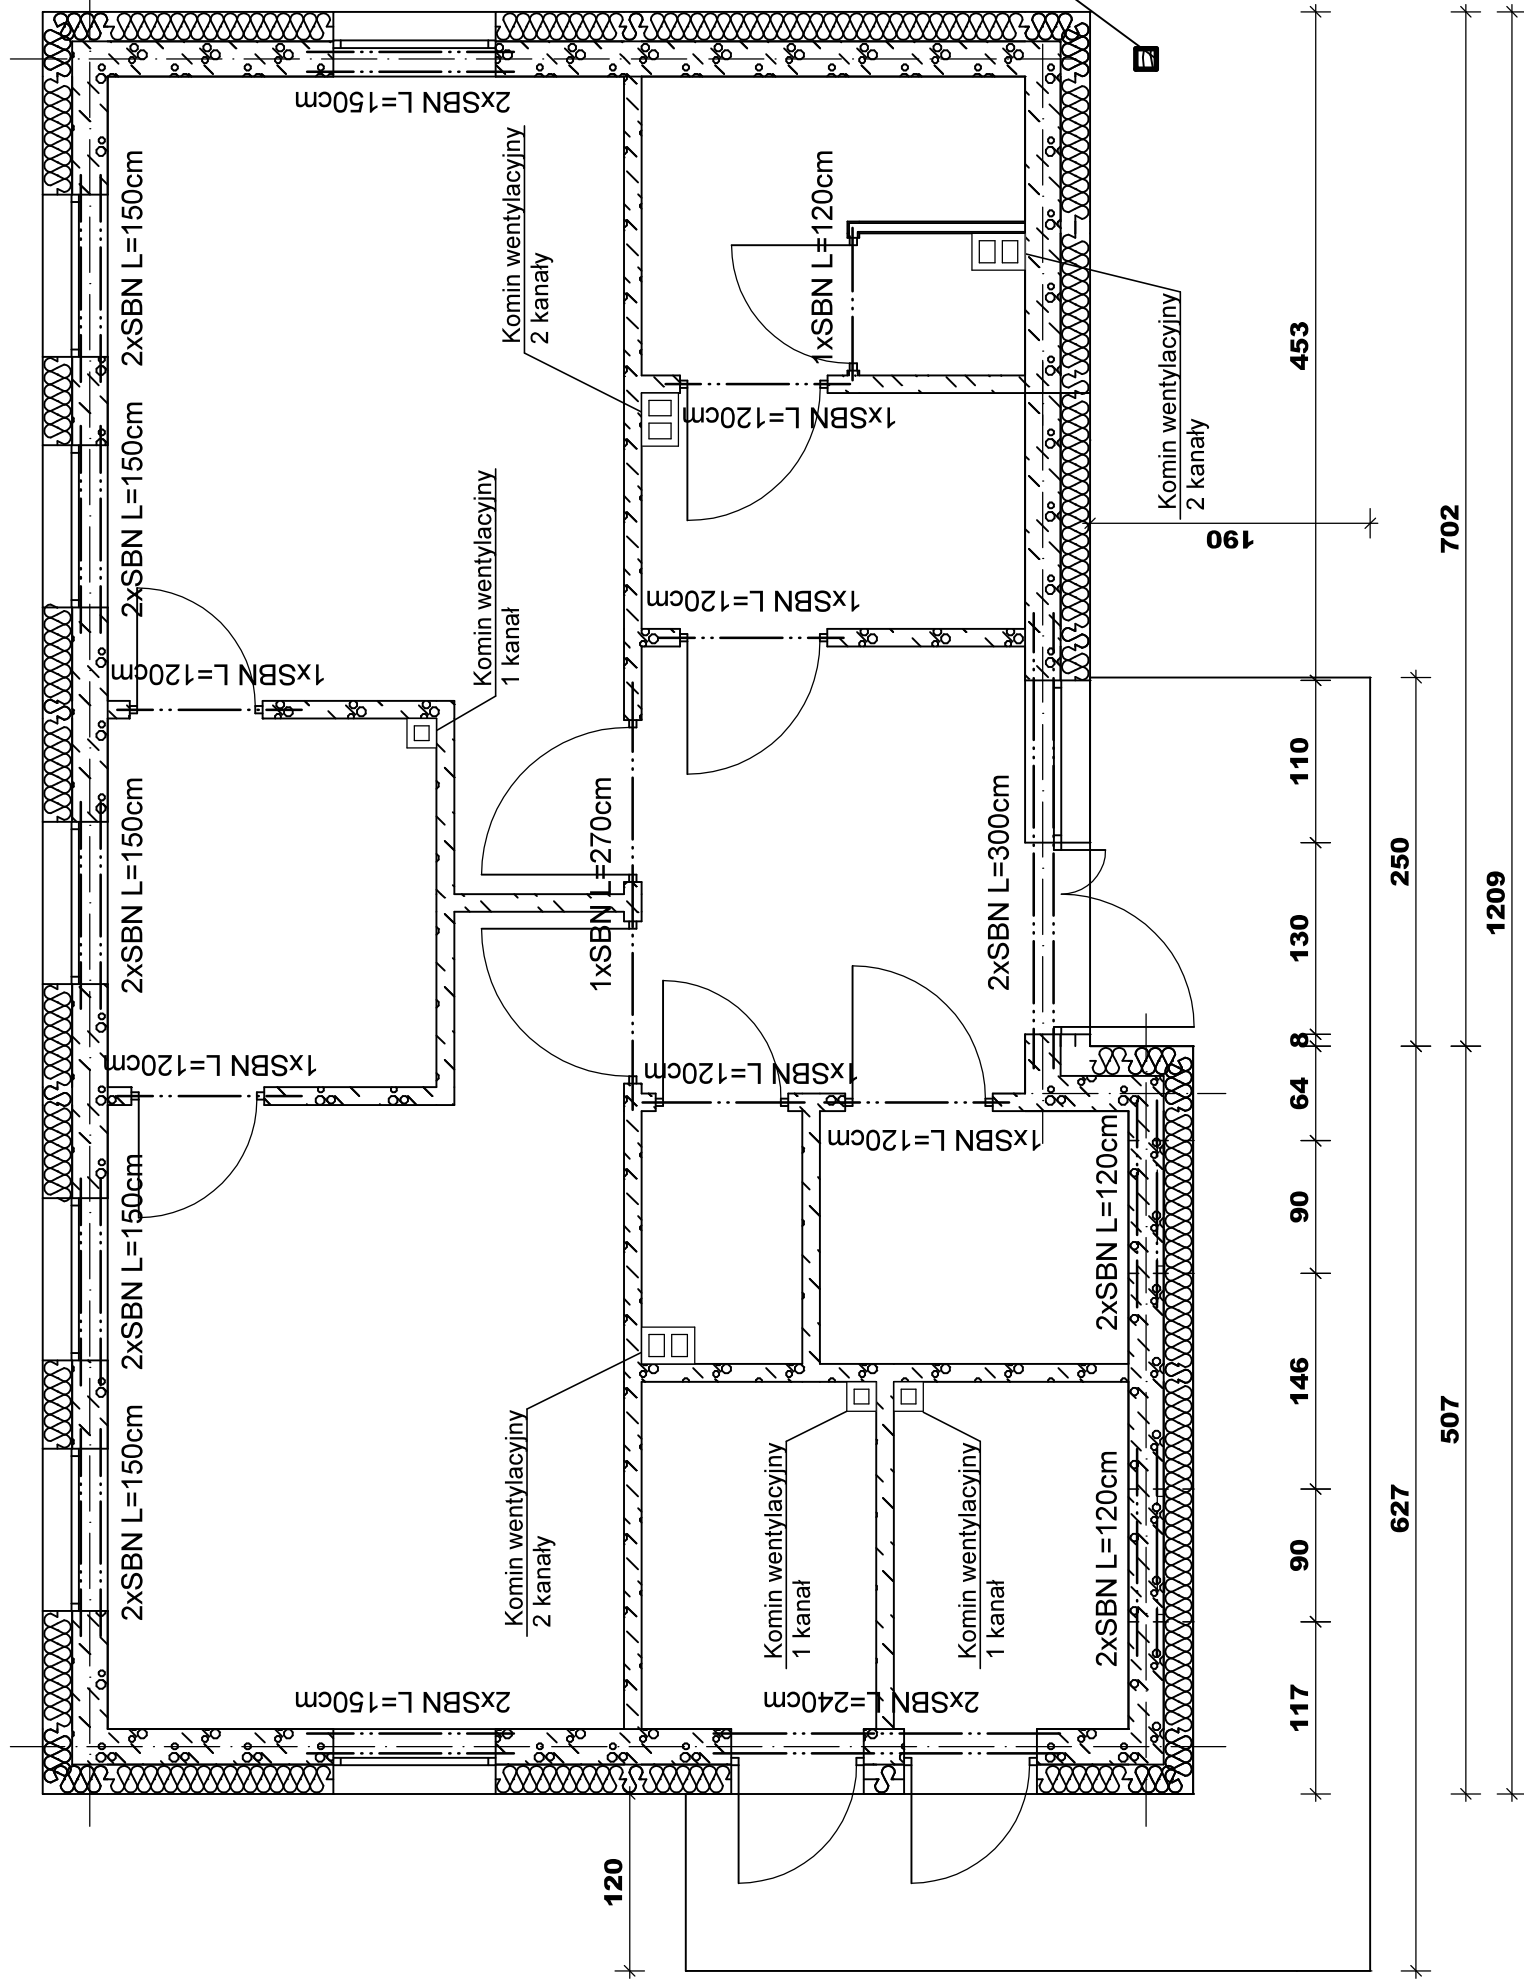 2xSBN L=150cm
2xSBN L=150cm
Komin wentylacyjny
2 kanały
1xSBN L=120cm
453
2xSBN L=150cm
1xSBN L=120cm
Komin wentylacyjny
2 kanały
Komin wentylacyjny
1 kanał
190
702
1xSBN L=120cm
1xSBN L=120cm
2xSBN L=150cm
1xSBN L=270cm
2xSBN L=300cm
110
250
1209
130
8
1xSBN L=120cm
1xSBN L=120cm
64
1xSBN L=120cm
2xSBN L=120cm
2xSBN L=150cm
90
146
2xSBN L=150cm
Komin wentylacyjny
2 kanały
Komin wentylacyjny
1 kanał
Komin wentylacyjny
1 kanał
2xSBN L=120cm
90
507
627
2xSBN L=150cm
2xSBN L=240cm
117
120